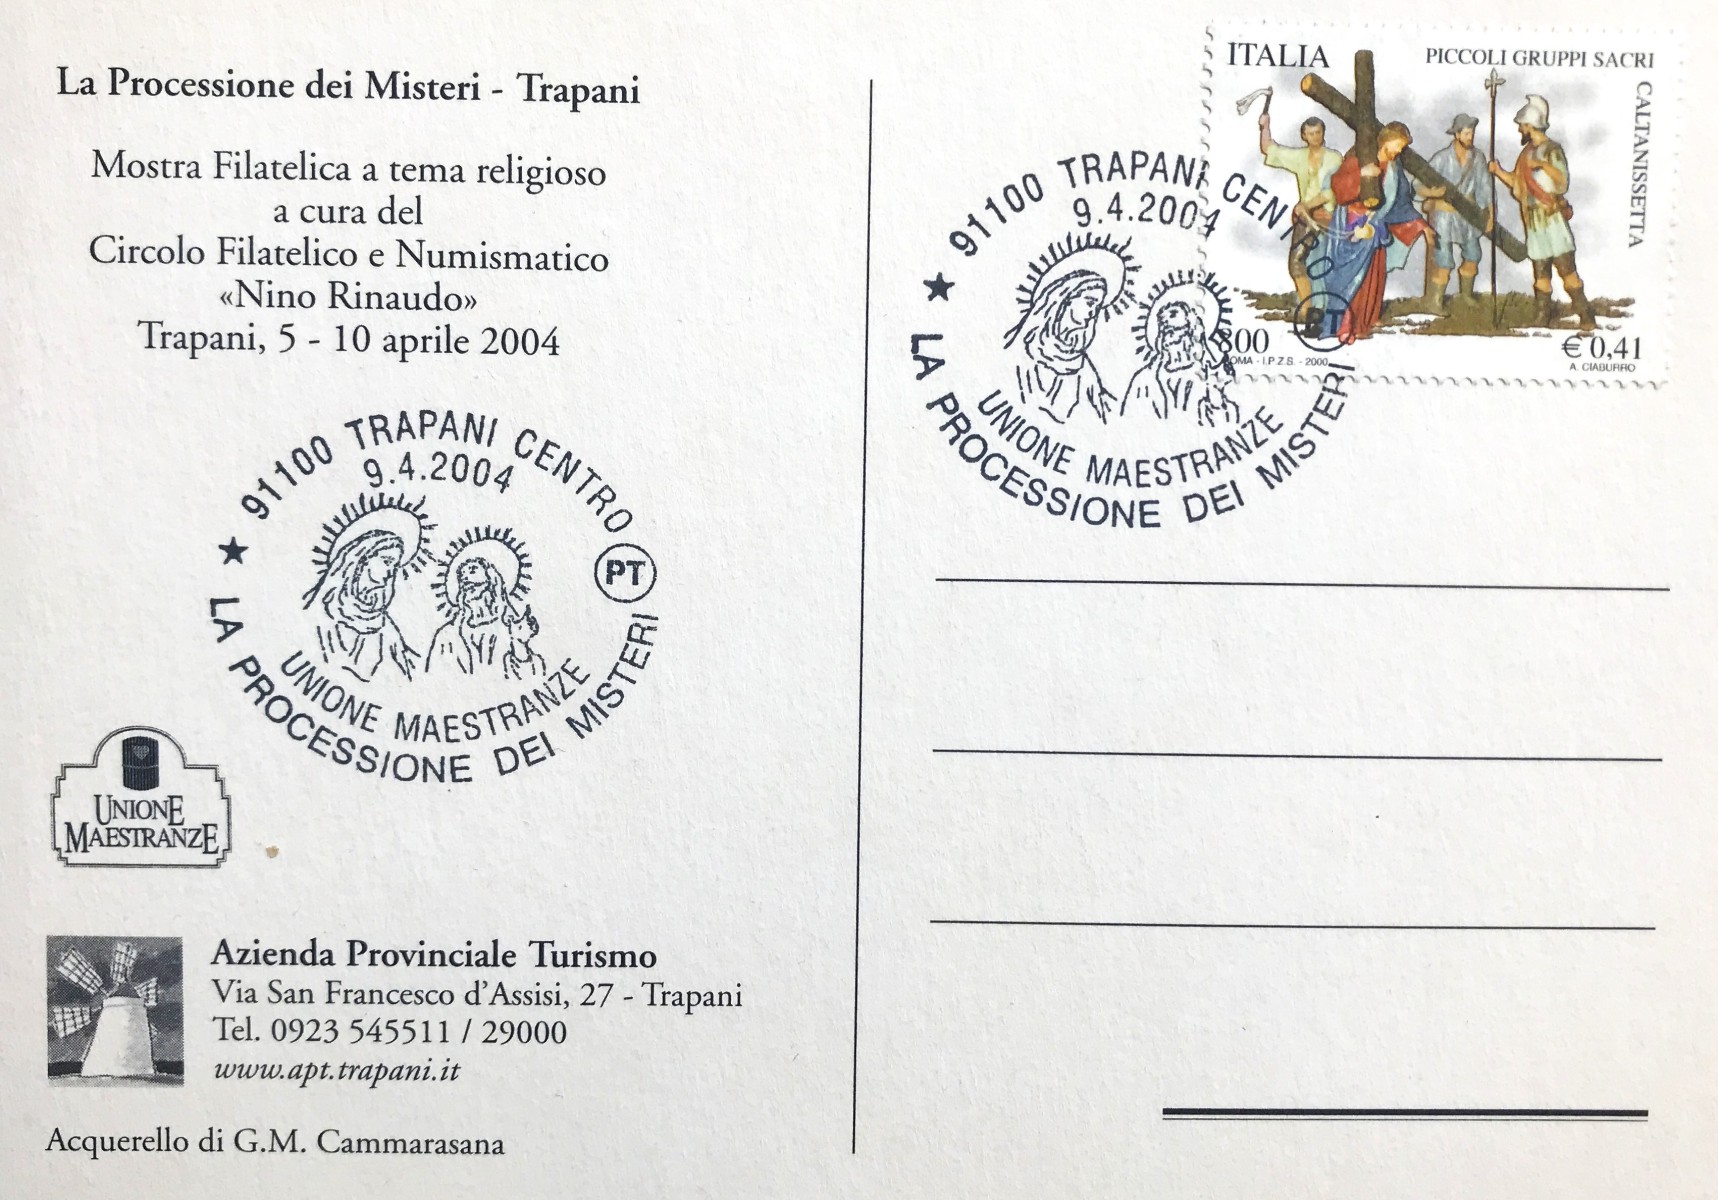 La Processione dei Misteri - Trapani
Mostra Filatelica a tema religioso
a cura del
Circolo Filatelico e Numismatico
«Nino Rinaudo»
Trapani, 5 - 10 aprile 2004
★ 91100 TRAPANI CENTRO
9.4.2004
PT
UNIONE MAESTRANZE
LA PROCESSIONE DEI MISTERI
UNIONE
MAESTRANZE
Azienda Provinciale Turismo
Via San Francesco d'Assisi, 27 - Trapani
Tel. 0923 545511 / 29000
www.apt.trapani.it
Acquerello di G.M. Cammarasana
ITALIA
PICCOLI GRUPPI SACRI
CALTANISSETTA
800
€ 0,41
ROMA - I.P.Z.S. - 2000
A. CIABURRO
★ 91100 TRAPANI CENTRO
9.4.2004
PT
UNIONE MAESTRANZE
LA PROCESSIONE DEI MISTERI